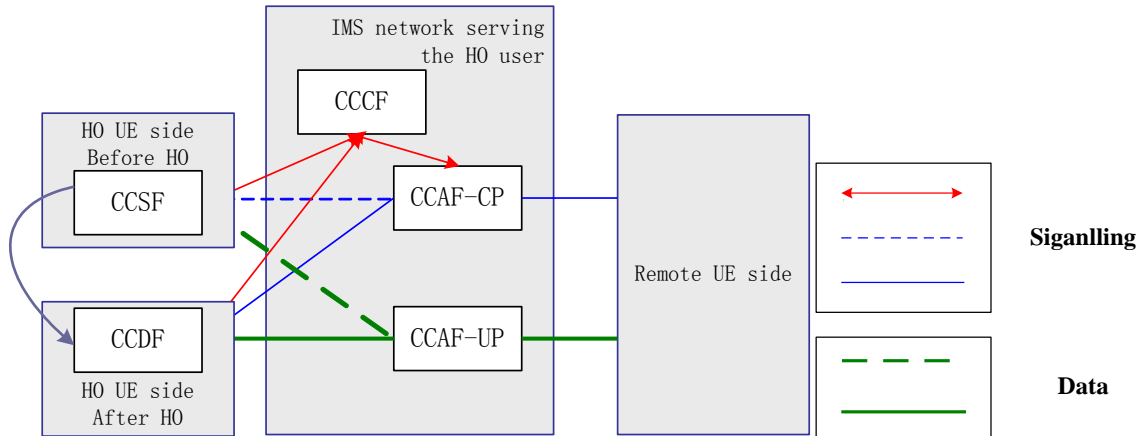 IMS network serving
the HO user
CCCF
HO UE side
Before HO
CCSF
CCAF-CP
Remote UE side
Siganlling
CCDF
CCAF-UP
HO UE side
After HO
Data